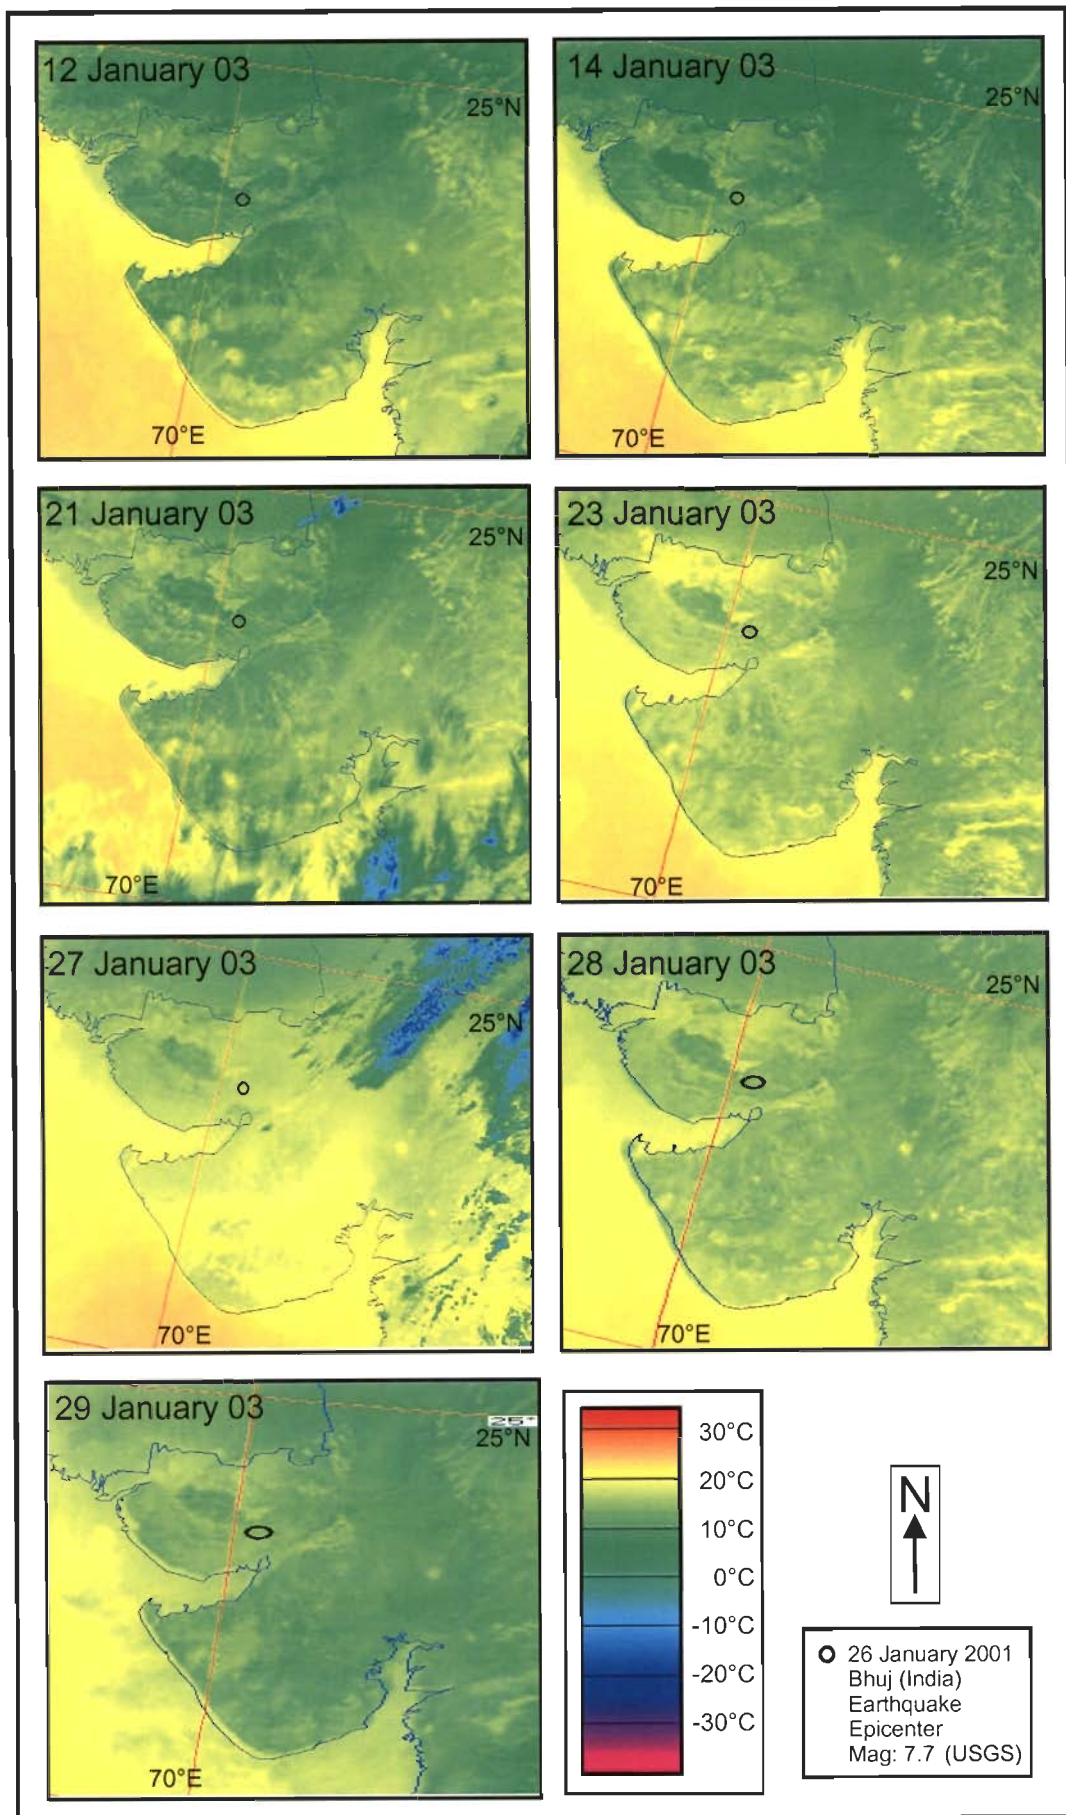 12 January 03
25°N
70°E
14 January 03
25°N
70°E
21 January 03
25°N
70°E
23 January 03
25°N
70°E
27 January 03
25°N
70°E
28 January 03
25°N
70°E
29 January 03
25°
25°N
70°E
30°C
20°C
10°C
0°C
-10°C
-20°C
-30°C
N
26 January 2001
Bhuj (India)
Earthquake
Epicenter
Mag: 7.7 (USGS)